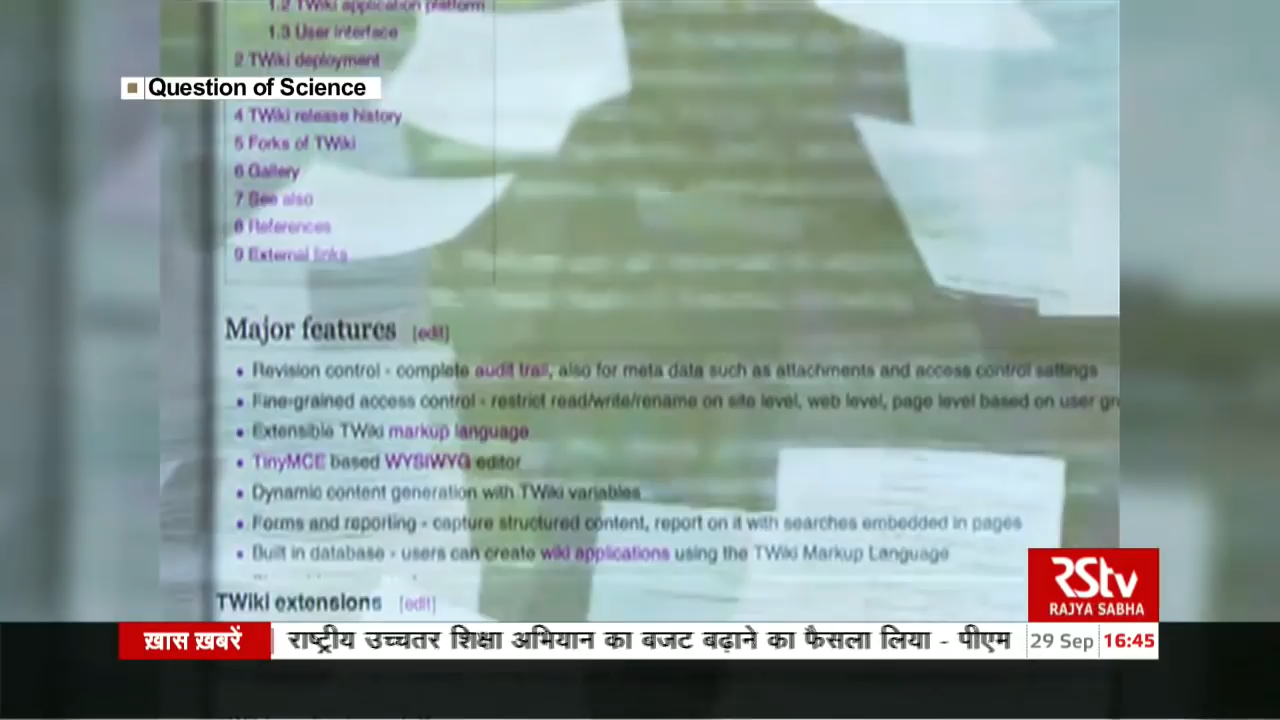 1.2 TWiki application platform
1.3 User interface
2 TWiki deployment
Question of Science
4 TWiki release history
5 Forks of TWiki
6 Gallery
7 See also
8 References
9 External links
Major features [edit]
• Revision control - complete audit trail, also for meta data such as attachments and access control settings
• Fine-grained access control - restrict read/write/rename on site level, web level, page level based on user
• Extensible TWiki markup language
• TinyMCE based WYSIWYG editor
• Dynamic content generation with TWiki variables
• Forms and reporting - capture structured content, report on it with searches embedded in pages
• Built in database - users can create wiki applications using the TWiki Markup Language
TWiki extensions [edit]
RSTV
RAJYA SABHA
ख़ास ख़बरें राष्ट्रीय उच्चतर शिक्षा अभियान का बजट बढ़ाने का फैसला लिया - पीएम 29 Sep 16:45